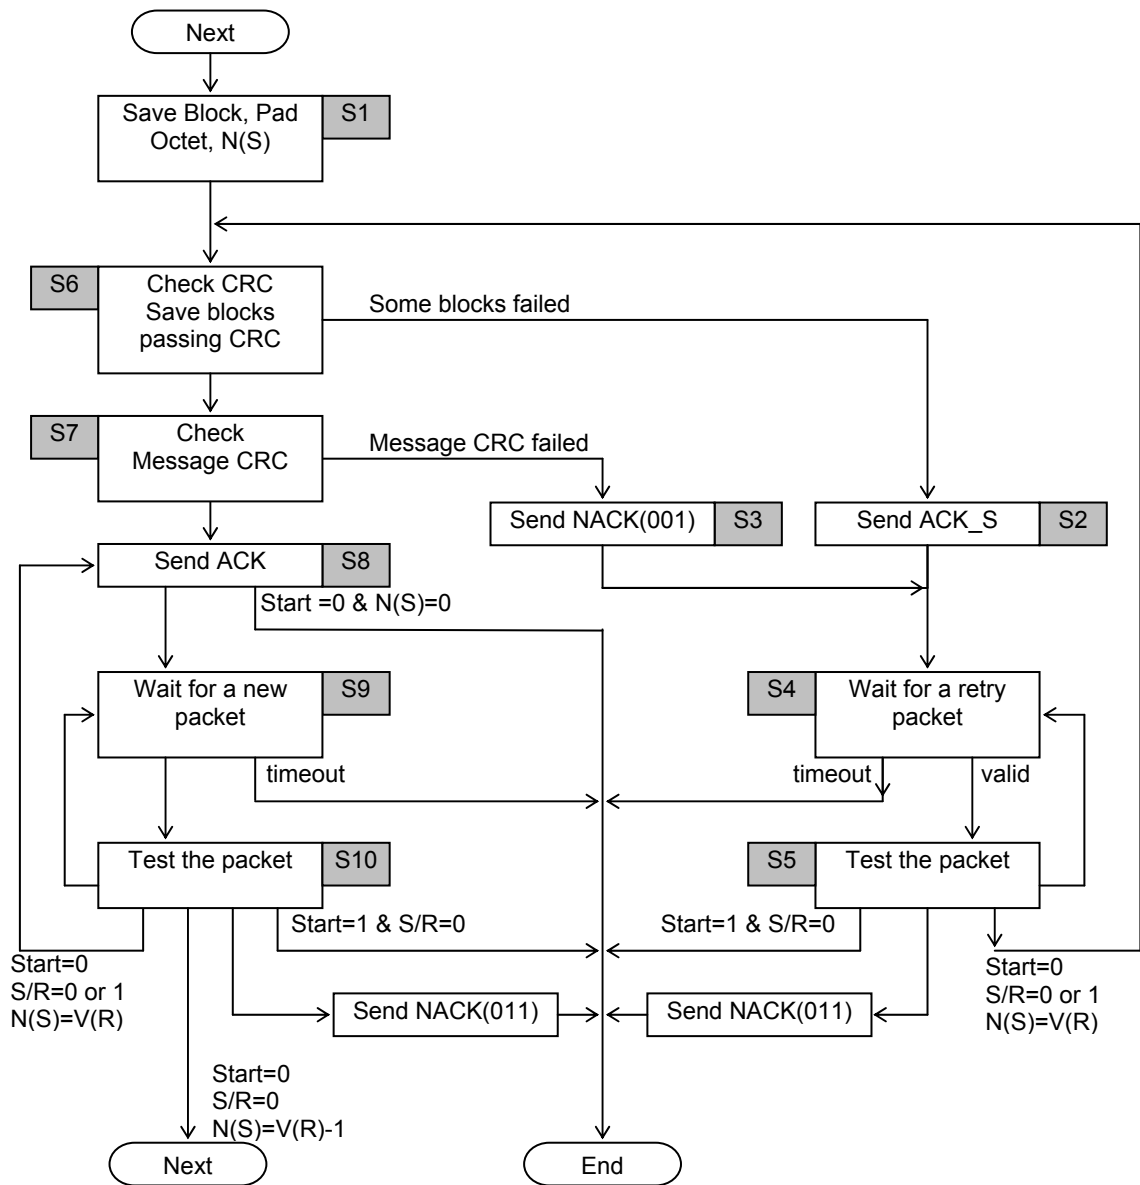 Next
Save Block, Pad
Octet, N(S)
S1
S6
Check CRC
Save blocks
passing CRC
Some blocks failed
S7
Check
Message CRC
Message CRC failed
Send NACK(001)
S3
Send ACK_S
S2
Send ACK
S8
Start =0 & N(S)=0
Wait for a new
packet
S9
S4
Wait for a retry
packet
timeout
timeout
valid
Test the packet
S10
S5
Test the packet
Start=1 & S/R=0
Start=1 & S/R=0
Start=0
S/R=0 or 1
N(S)=V(R)
Send NACK(011)
Send NACK(011)
Start=0
S/R=0 or 1
N(S)=V(R)
Start=0
S/R=0
N(S)=V(R)-1
Next
End